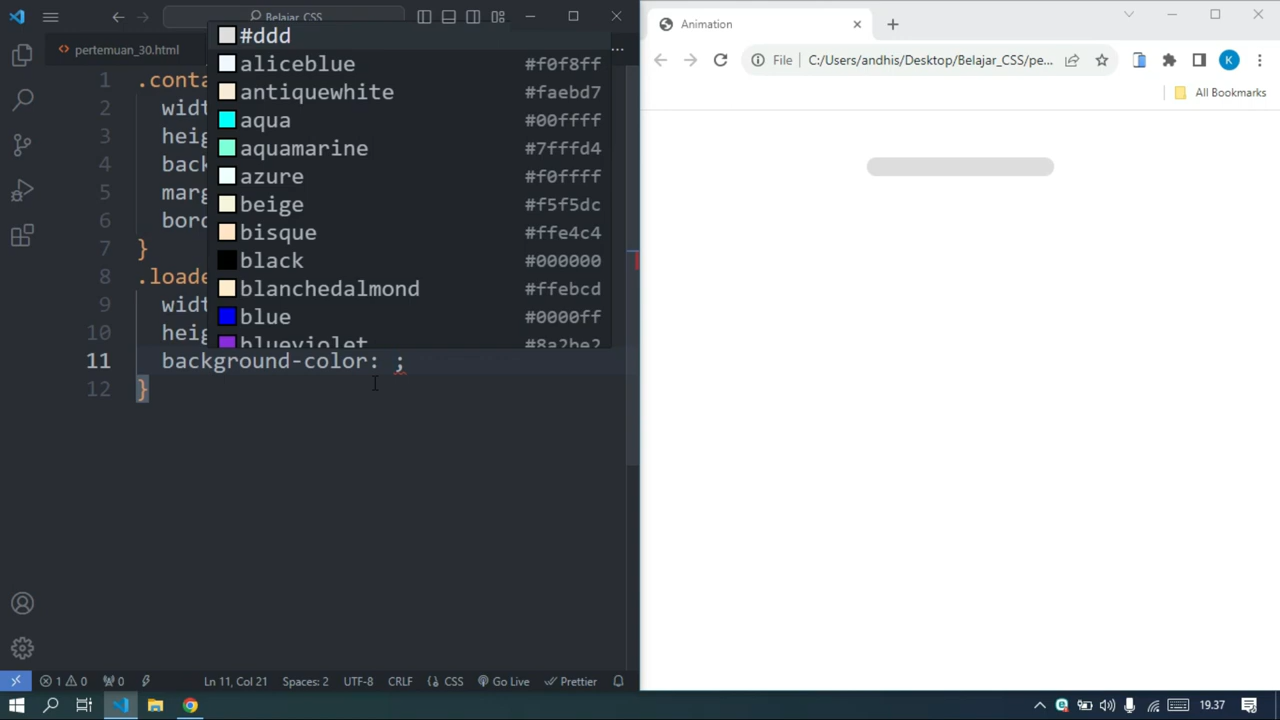 Belajar_CSS
pertemuan_30.html
1 .conta
2 widt
3 heig
4 back
5 marg
6 bord
7 }
8 .loade
9 widt
10 heig
11 background-color: ;
12 }
#ddd
aliceblue #f0f8ff
antiquewhite #faebd7
aqua #00ffff
aquamarine #7fffd4
azure #f0ffff
beige #f5f5dc
bisque #ffe4c4
black #000000
blanchedalmond #ffebcd
blue #0000ff
blueviolet #8a2be2
1 0 0 Ln 11, Col 21 Spaces: 2 UTF-8 CRLF CSS Go Live Prettier
Animation
File C:/Users/andhis/Desktop/Belajar_CSS/pe... K
All Bookmarks
19.37